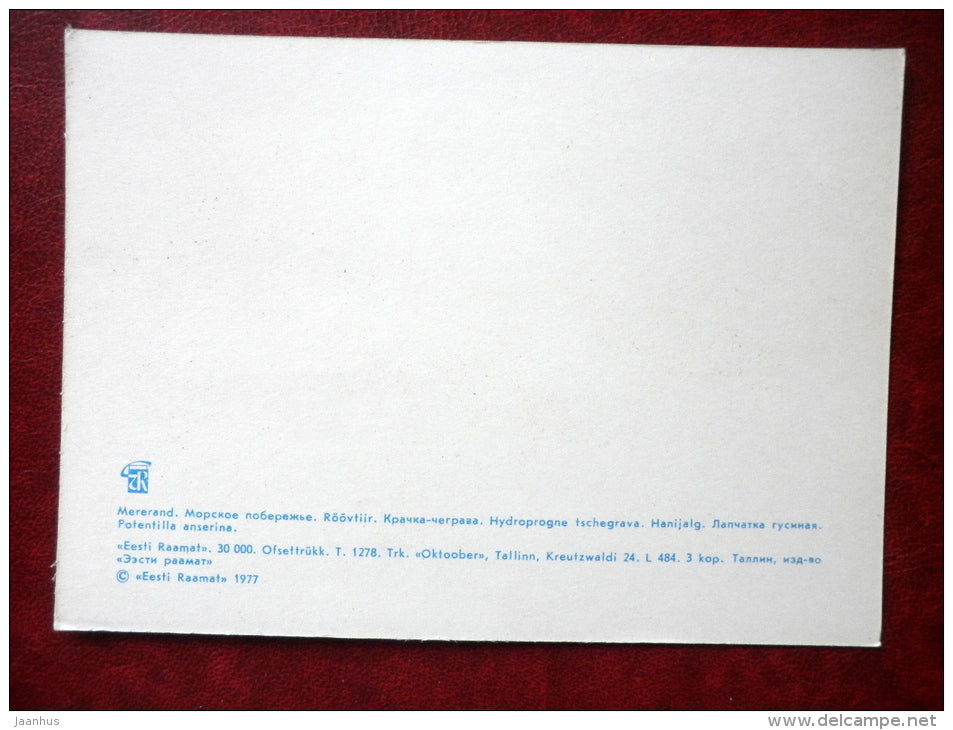 Mererand. Морское побережье. Röövtiir. Крачка-чеграва. Hydroprogne tschegrava. Hanijalg. Лапчатка гусиная.
Potentilla anserina.
«Eesti Raamat». 30 000. Ofsettrükk. T. 1278. Trk. «Oktoober», Tallinn, Kreutzwaldi 24. L 484. 3 kop. Таллин, изд-во
«Ээсти раамат»
© «Eesti Raamat» 1977
jaanhus
www.delcampe.net